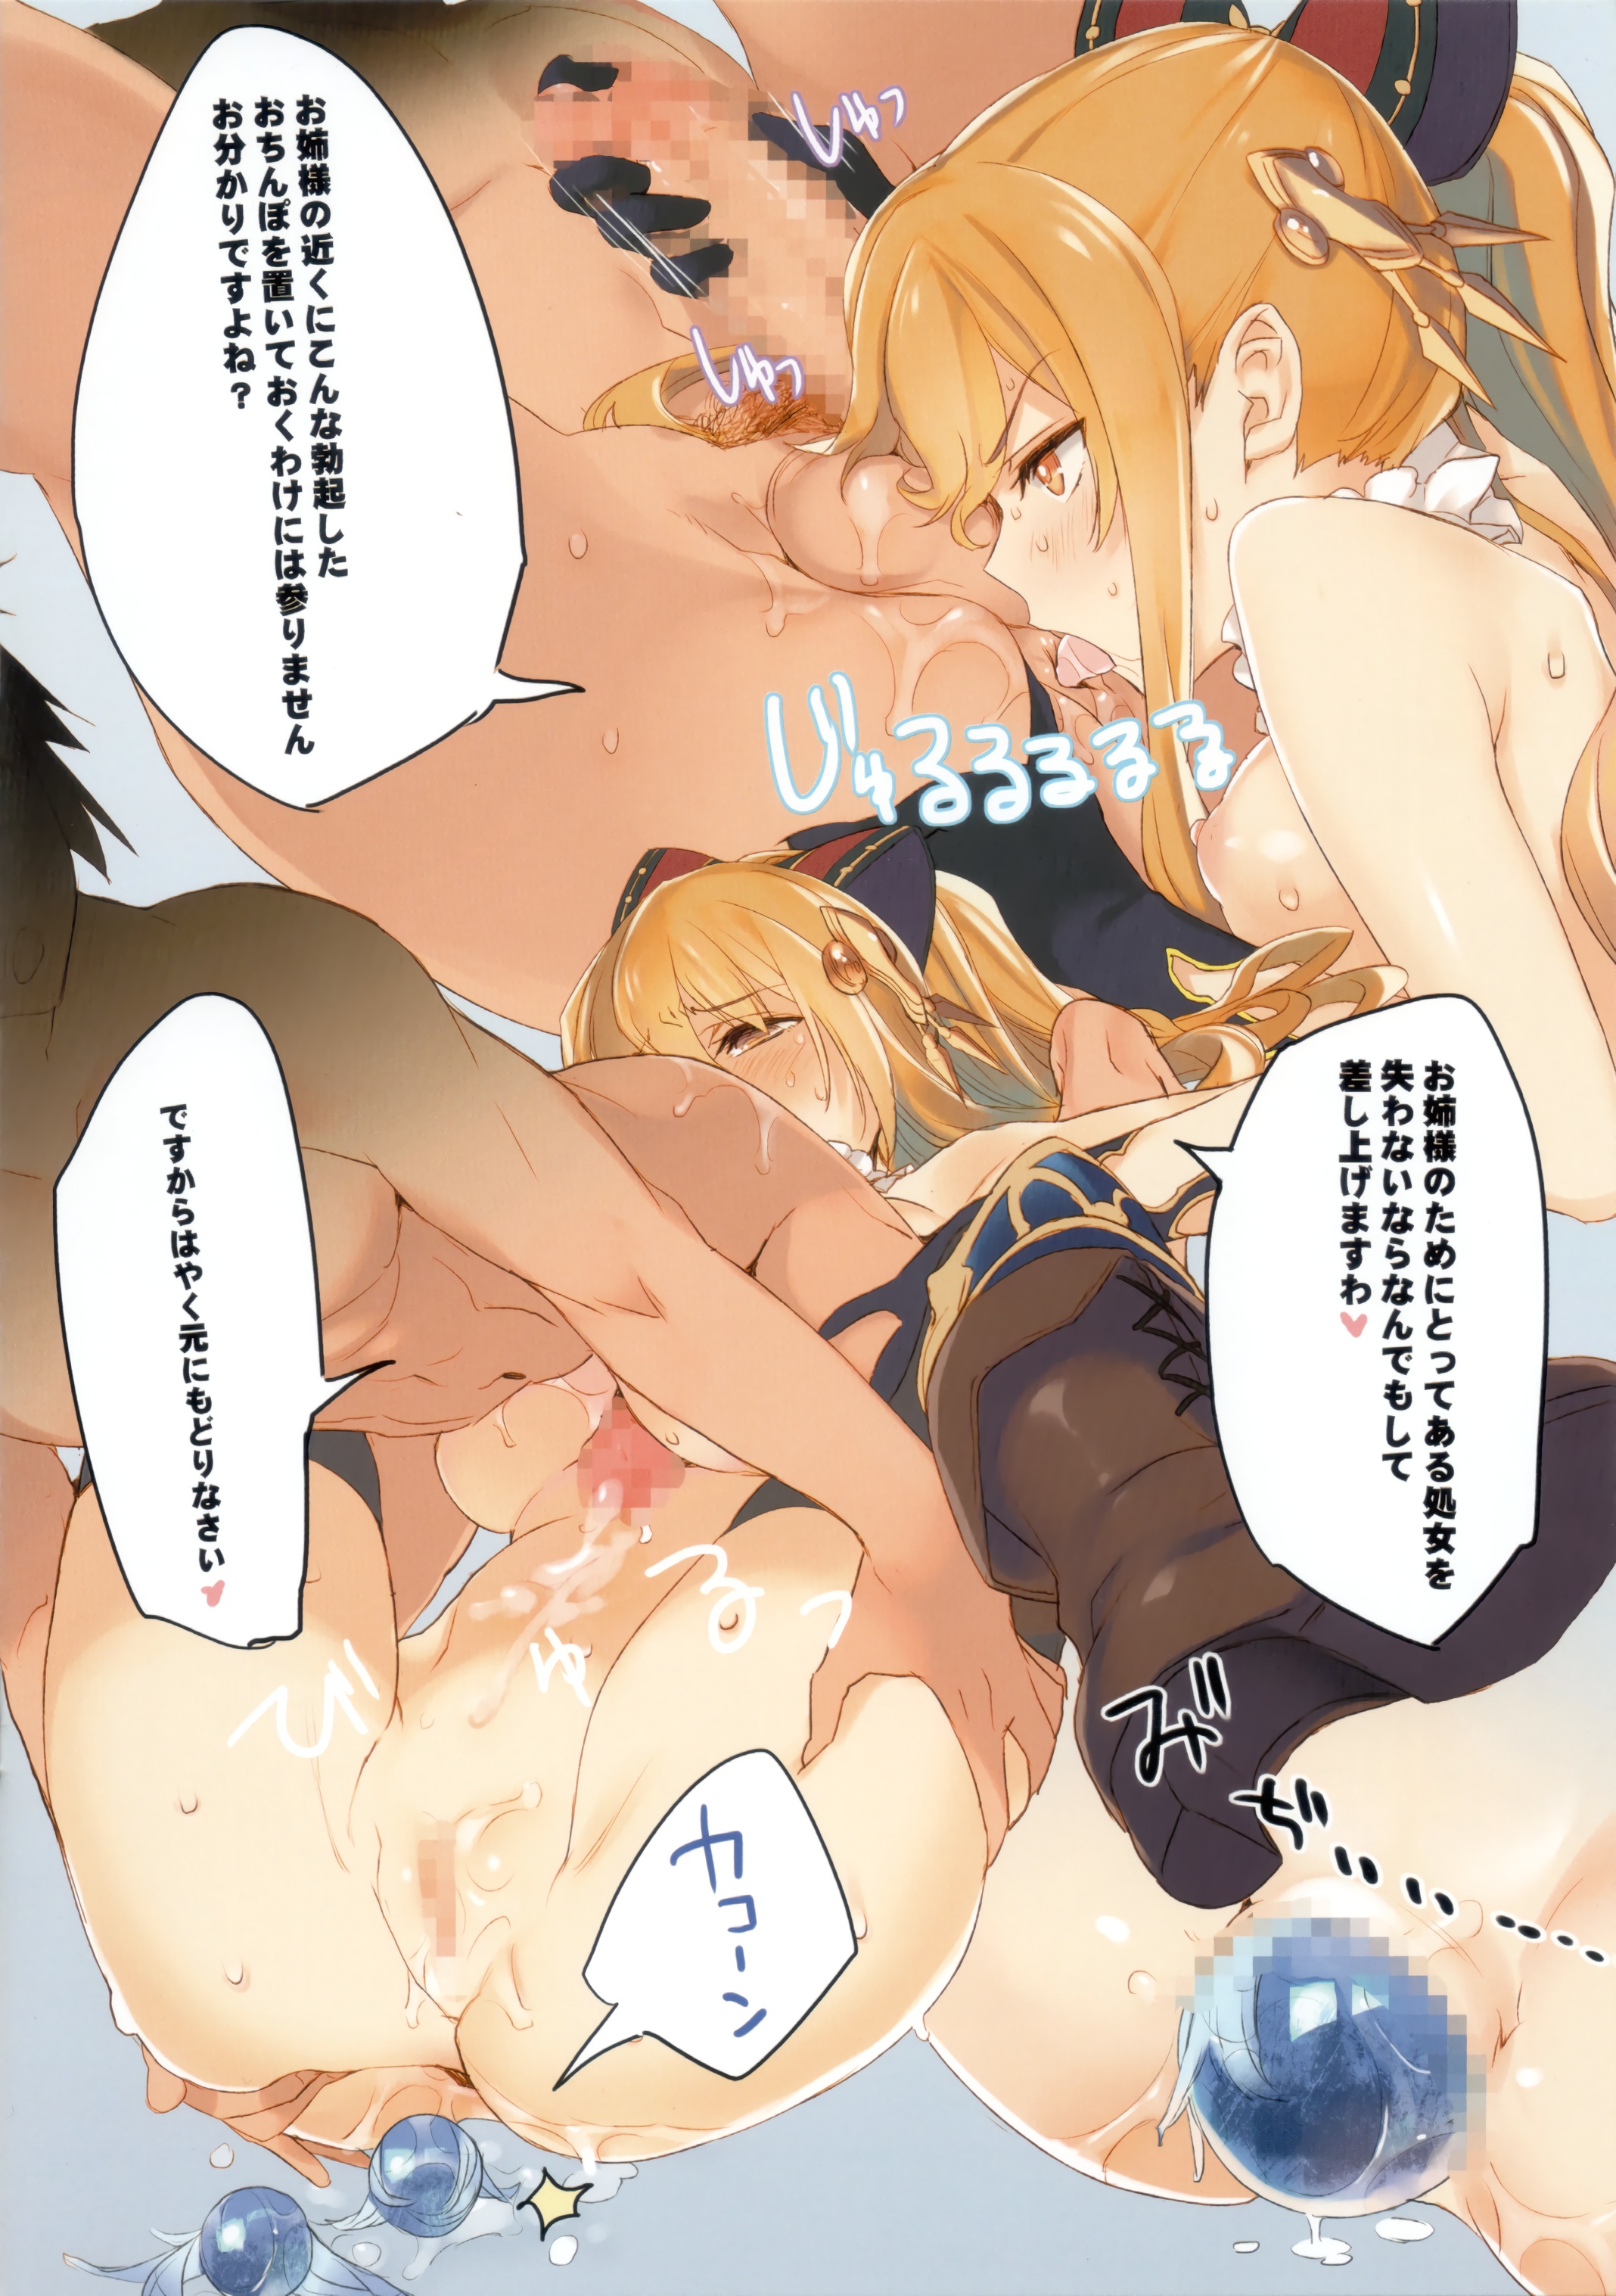 お姉様の近くにこんな勃起した
おちんぽを置いておくわけには参りません
お分かりですよね？
しゅっ
しゅっ
じゅるるるるる
お姉様のためにとってある処女を
失わないならなんでもして
差し上げますわ♥
ですからはやく元にもどりなさい♥
びゅるっ
みぢ……
カコーン